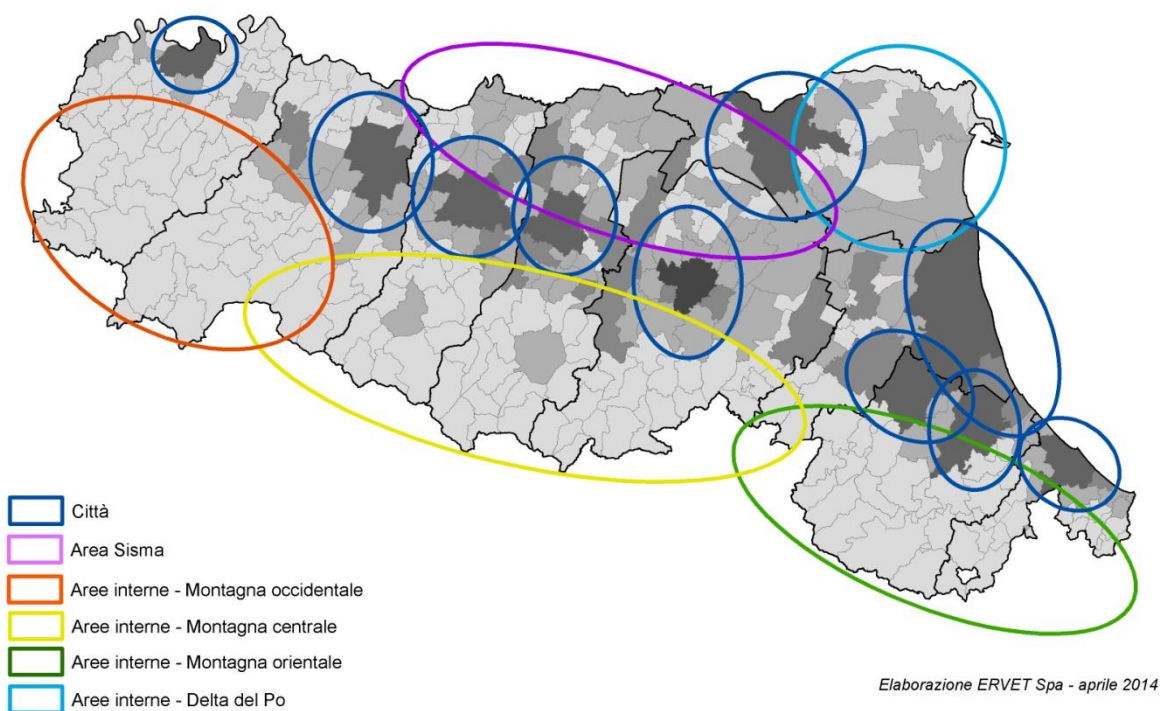 Città
Area Sisma
Aree interne - Montagna occidentale
Aree interne - Montagna centrale
Aree interne - Montagna orientale
Aree interne - Delta del Po
Elaborazione ERVET Spa - aprile 2014